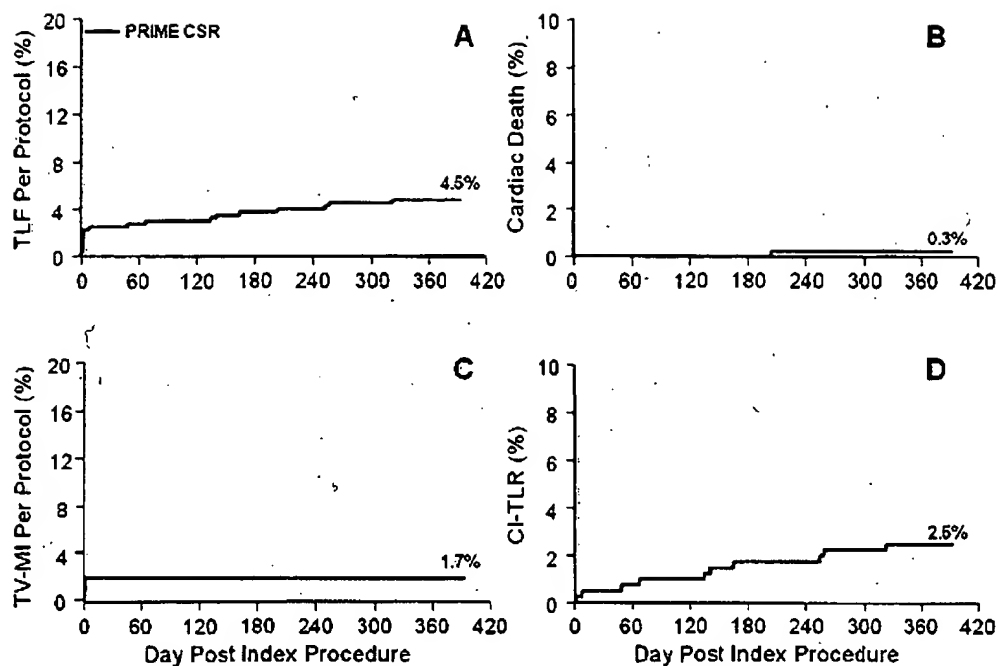 PRIME CSR
A
TLF Per Protocol (%)
20
16
12
8
4
0
4.5%
0 60 120 180 240 300 360 420
B
Cardiac Death (%)
10
8
6
4
2
0
0.3%
0 60 120 180 240 300 360 420
C
TV-MI Per Protocol (%)
20
16
12
8
4
0
1.7%
0 60 120 180 240 300 360 420
Day Post Index Procedure
D
CI-TLR (%)
10
8
6
4
2
0
2.5%
0 60 120 180 240 300 360 420
Day Post Index Procedure